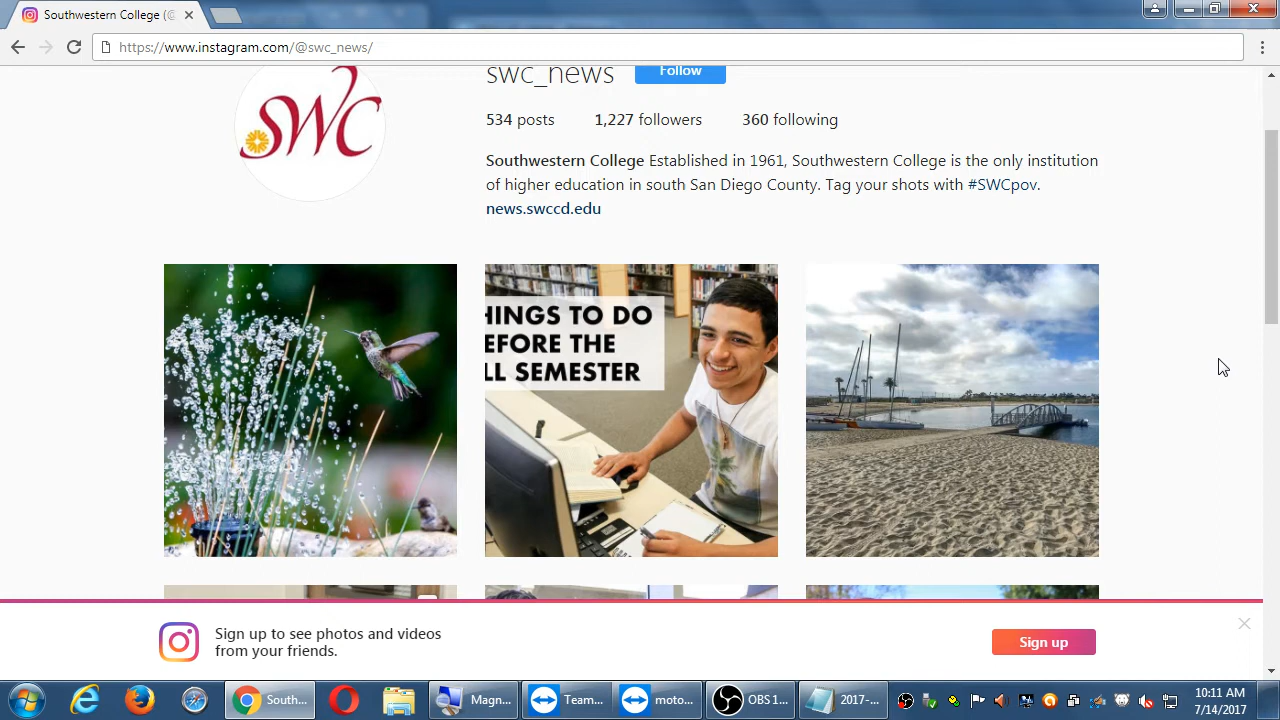 Southwestern College (@
https://www.instagram.com/@swc_news/
swc_news
Follow
SWC
534 posts 1,227 followers 360 following
Southwestern College Established in 1961, Southwestern College is the only institution
of higher education in south San Diego County. Tag your shots with #SWCpov.
news.swccd.edu
HINGS TO DO
EFORE THE
LL SEMESTER
Sign up to see photos and videos
from your friends.
Sign up
South... Magn... Team... moto... OBS 1... 2017-...
10:11 AM
7/14/2017